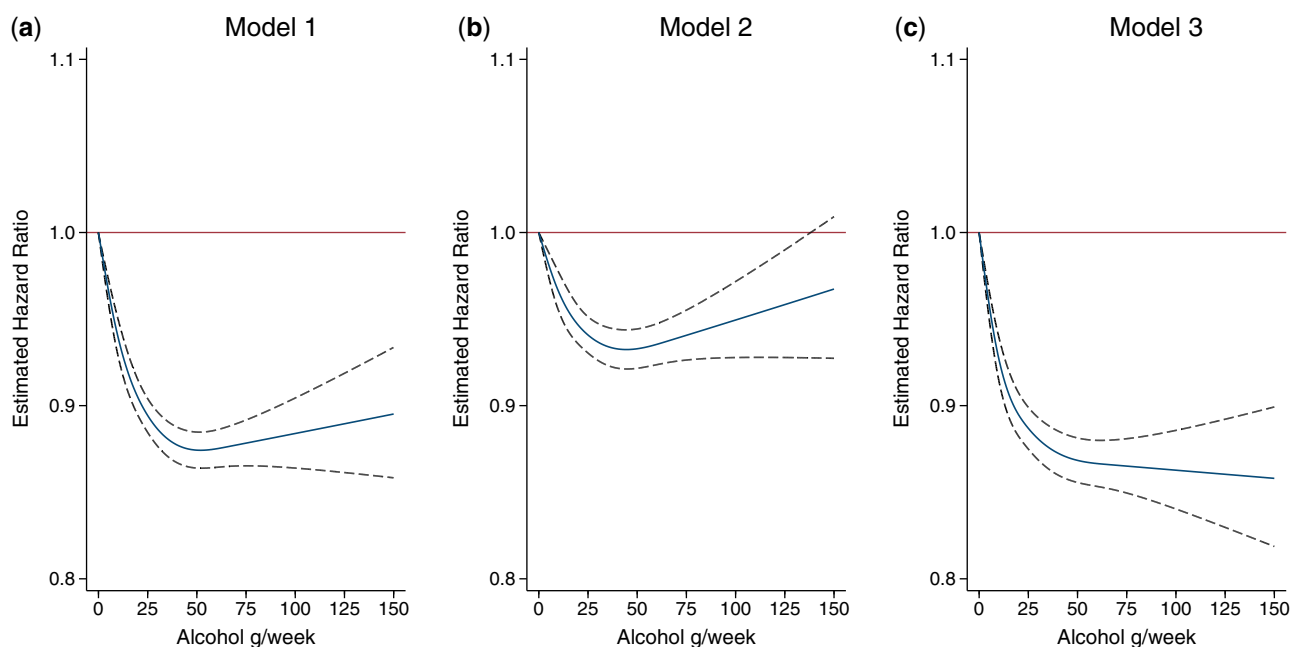 (a) Model 1
1.1
1.0
0.9
0.8
Estimated Hazard Ratio
0 25 50 75 100 125 150
Alcohol g/week
(b) Model 2
1.1
1.0
0.9
0.8
Estimated Hazard Ratio
0 25 50 75 100 125 150
Alcohol g/week
(c) Model 3
1.1
1.0
0.9
0.8
Estimated Hazard Ratio
0 25 50 75 100 125 150
Alcohol g/week